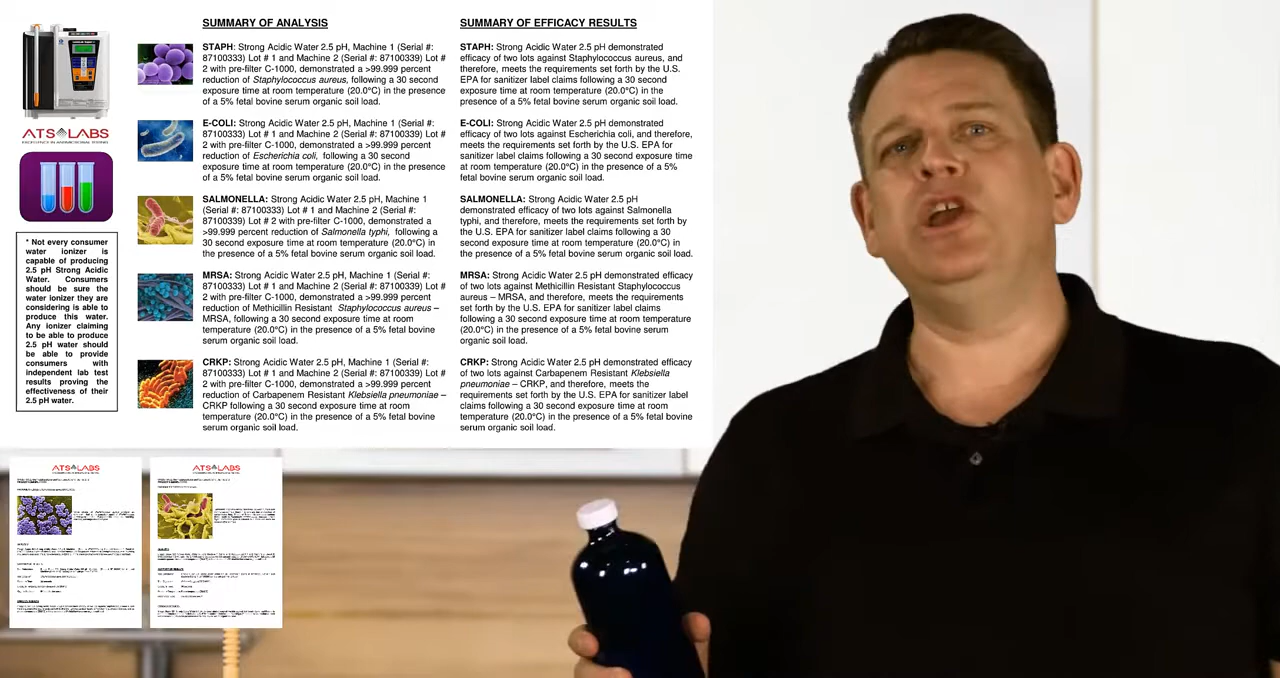 SUMMARY OF ANALYSIS
STAPH: Strong Acidic Water 2.5 pH, Machine 1 (Serial #:
87100333) Lot # 1 and Machine 2 (Serial #: 87100339) Lot #
2 with pre-filter C-1000, demonstrated a >99.999 percent
reduction of Staphylococcus aureus, following a 30 second
exposure time at room temperature (20.0°C) in the presence
of a 5% fetal bovine serum organic soil load.
E-COLI: Strong Acidic Water 2.5 pH, Machine 1 (Serial #:
87100333) Lot # 1 and Machine 2 (Serial #: 87100339) Lot #
2 with pre-filter C-1000, demonstrated a >99.999 percent
reduction of Escherichia coli, following a 30 second
exposure time at room temperature (20.0°C) in the presence
of a 5% fetal bovine serum organic soil load.
SALMONELLA: Strong Acidic Water 2.5 pH, Machine 1
(Serial #: 87100333) Lot # 1 and Machine 2 (Serial #:
87100339) Lot # 2 with pre-filter C-1000, demonstrated a
>99.999 percent reduction of Salmonella typhi, following a
30 second exposure time at room temperature (20.0°C) in
the presence of a 5% fetal bovine serum organic soil load.
MRSA: Strong Acidic Water 2.5 pH, Machine 1 (Serial #:
87100333) Lot # 1 and Machine 2 (Serial #: 87100339) Lot #
2 with pre-filter C-1000, demonstrated a >99.999 percent
reduction of Methicillin Resistant Staphylococcus aureus –
MRSA, following a 30 second exposure time at room
temperature (20.0°C) in the presence of a 5% fetal bovine
serum organic soil load.
CRKP: Strong Acidic Water 2.5 pH, Machine 1 (Serial #:
87100333) Lot # 1 and Machine 2 (Serial #: 87100339) Lot #
2 with pre-filter C-1000, demonstrated a >99.999 percent
reduction of Carbapenem Resistant Klebsiella pneumoniae –
CRKP following a 30 second exposure time at room
temperature (20.0°C) in the presence of a 5% fetal bovine
serum organic soil load.
SUMMARY OF EFFICACY RESULTS
STAPH: Strong Acidic Water 2.5 pH demonstrated
efficacy of two lots against Staphylococcus aureus, and
therefore, meets the requirements set forth by the U.S.
EPA for sanitizer label claims following a 30 second
exposure time at room temperature (20.0°C) in the
presence of a 5% fetal bovine serum organic soil load.
E-COLI: Strong Acidic Water 2.5 pH demonstrated
efficacy of two lots against Escherichia coli, and therefore,
meets the requirements set forth by the U.S. EPA for
sanitizer label claims following a 30 second exposure time
at room temperature (20.0°C) in the presence of a 5%
fetal bovine serum organic soil load.
SALMONELLA: Strong Acidic Water 2.5 pH
demonstrated efficacy of two lots against Salmonella
typhi, and therefore, meets the requirements set forth by
the U.S. EPA for sanitizer label claims following a 30
second exposure time at room temperature (20.0°C) in the
presence of a 5% fetal bovine serum organic soil load.
MRSA: Strong Acidic Water 2.5 pH demonstrated efficacy
of two lots against Methicillin Resistant Staphylococcus
aureus – MRSA, and therefore, meets the requirements
set forth by the U.S. EPA for sanitizer label claims
following a 30 second exposure time at room temperature
(20.0°C) in the presence of a 5% fetal bovine serum
organic soil load.
CRKP: Strong Acidic Water 2.5 pH demonstrated efficacy
of two lots against Carbapenem Resistant Klebsiella
pneumoniae – CRKP, and therefore, meets the
requirements set forth by the U.S. EPA for sanitizer label
claims following a 30 second exposure time at room
temperature (20.0°C) in the presence of a 5% fetal bovine
serum organic soil load.
ATS LABS
* Not every consumer
water ionizer is
capable of producing
2.5 pH Strong Acidic
Water. Consumers
should be sure the
water ionizer they are
considering is able to
produce this water.
Any ionizer claiming
to be able to produce
2.5 pH water should
be able to provide
consumers with
independent lab test
results proving the
effectiveness of their
2.5 pH water.
ATS LABS
ATS LABS